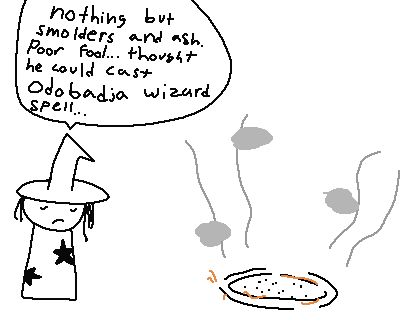 nothing but
smolders and ash.
Poor fool... thought
he could cast
Odobadja wizard
spell...